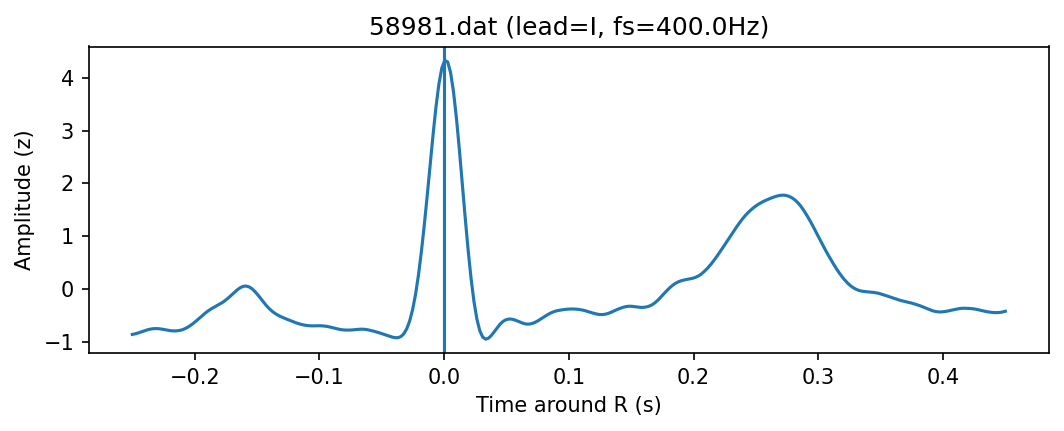 58981.dat (lead=I, fs=400.0Hz)
Amplitude (z)
4
3
2
1
0
−1
−0.2 −0.1 0.0 0.1 0.2 0.3 0.4
Time around R (s)